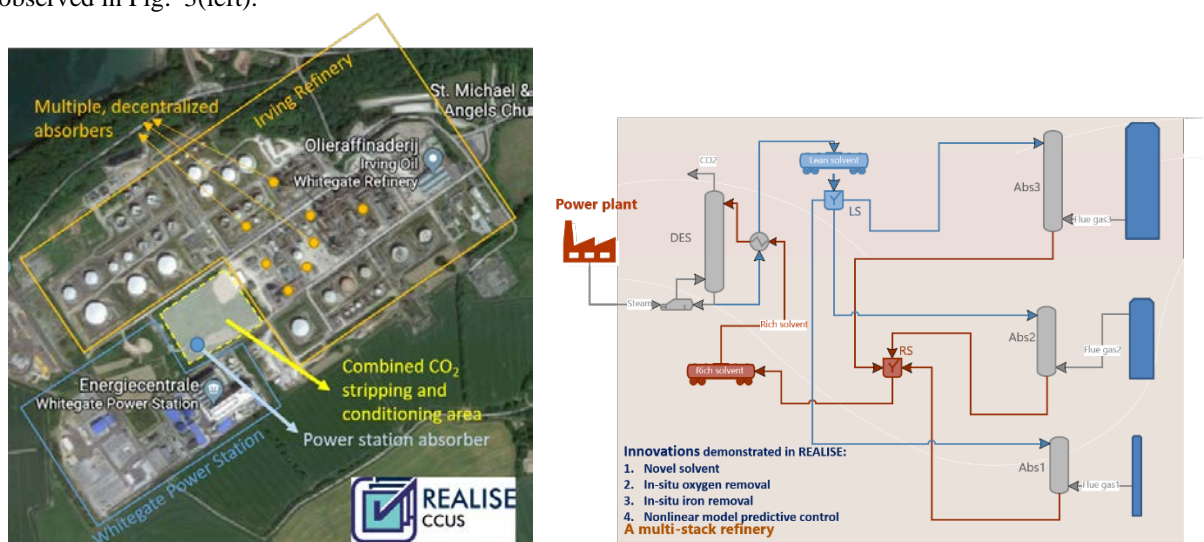 observed in Fig. 3(left).
Irving Refinery
St. Michael &
Angels Chu
Multiple, decentralized
absorbers
Olieraffinaderij
Irving Oil
Whitegate Refinery
Combined CO2
stripping and
conditioning area
Energiecentrale
Whitegate Power Station
Power station absorber
Whitegate Power Station
REALISE
CCUS
Power plant
CO2
DES
Steam
Lean solvent
LS
Abs3
Flue gas3
Rich solvent
Rich solvent
RS
Abs2
Flue gas2
Abs1
Flue gas1
Innovations demonstrated in REALISE:
1. Novel solvent
2. In-situ oxygen removal
3. In-situ iron removal
4. Nonlinear model predictive control
A multi-stack refinery